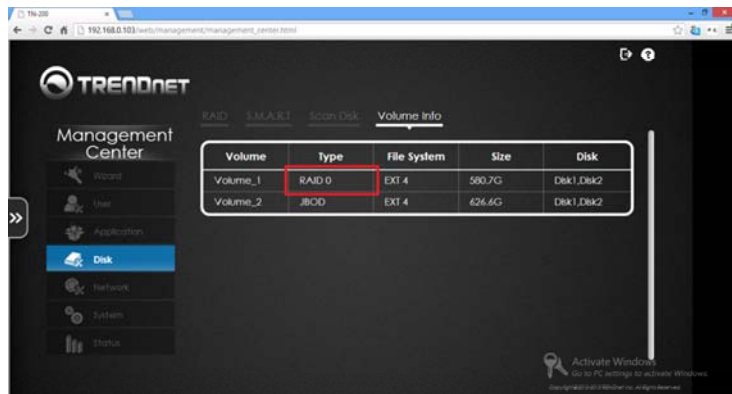 TN-200
192.168.0.103/web/management/management_center.html
TRENDNET
RAID S.M.A.R.T Scan Disk Volume Info
Management
Center
Wizard
User
Application
Disk
Network
System
Status
Volume Type File System Size Disk
Volume_1 RAID 0 EXT 4 580.7G Disk1,Disk2
Volume_2 JBOD EXT 4 626.6G Disk1,Disk2
Activate Windows
Go to PC settings to activate Windows.